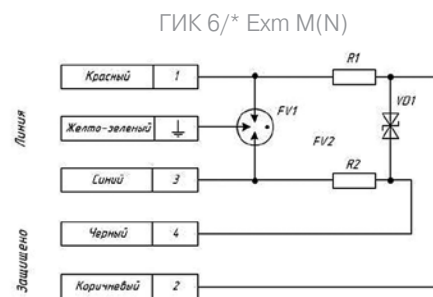 ГИК 6/* Exm M(N)
Линия
Красный 1
Желто-зеленый
Синий 3
Защищено
Черный 4
Коричневый 2
R1
FV1
VD1
FV2
R2